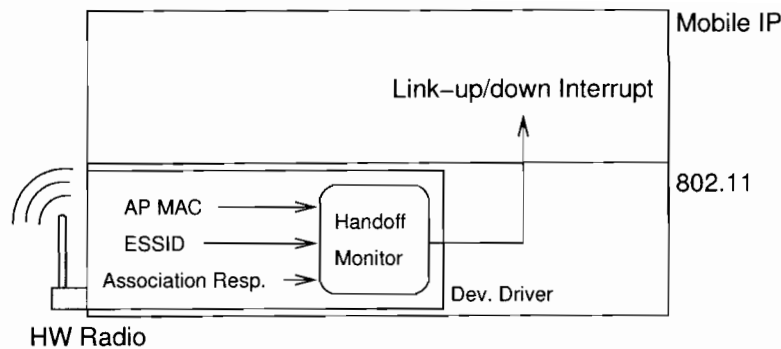 Mobile IP
Link-up/down Interrupt
802.11
AP MAC
ESSID
Association Resp.
Handoff
Monitor
Dev. Driver
HW Radio